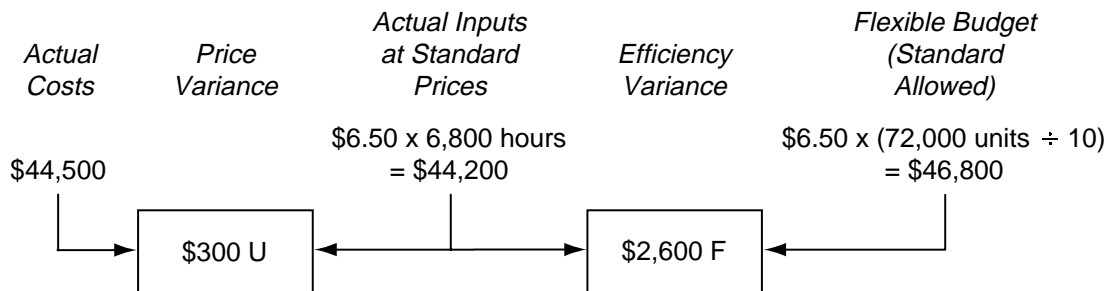 Actual
Costs
Price
Variance
Actual Inputs
at Standard
Prices
Efficiency
Variance
Flexible Budget
(Standard
Allowed)
$44,500
$6.50 x 6,800 hours
= $44,200
$6.50 x (72,000 units ÷ 10)
= $46,800
$300 U
$2,600 F